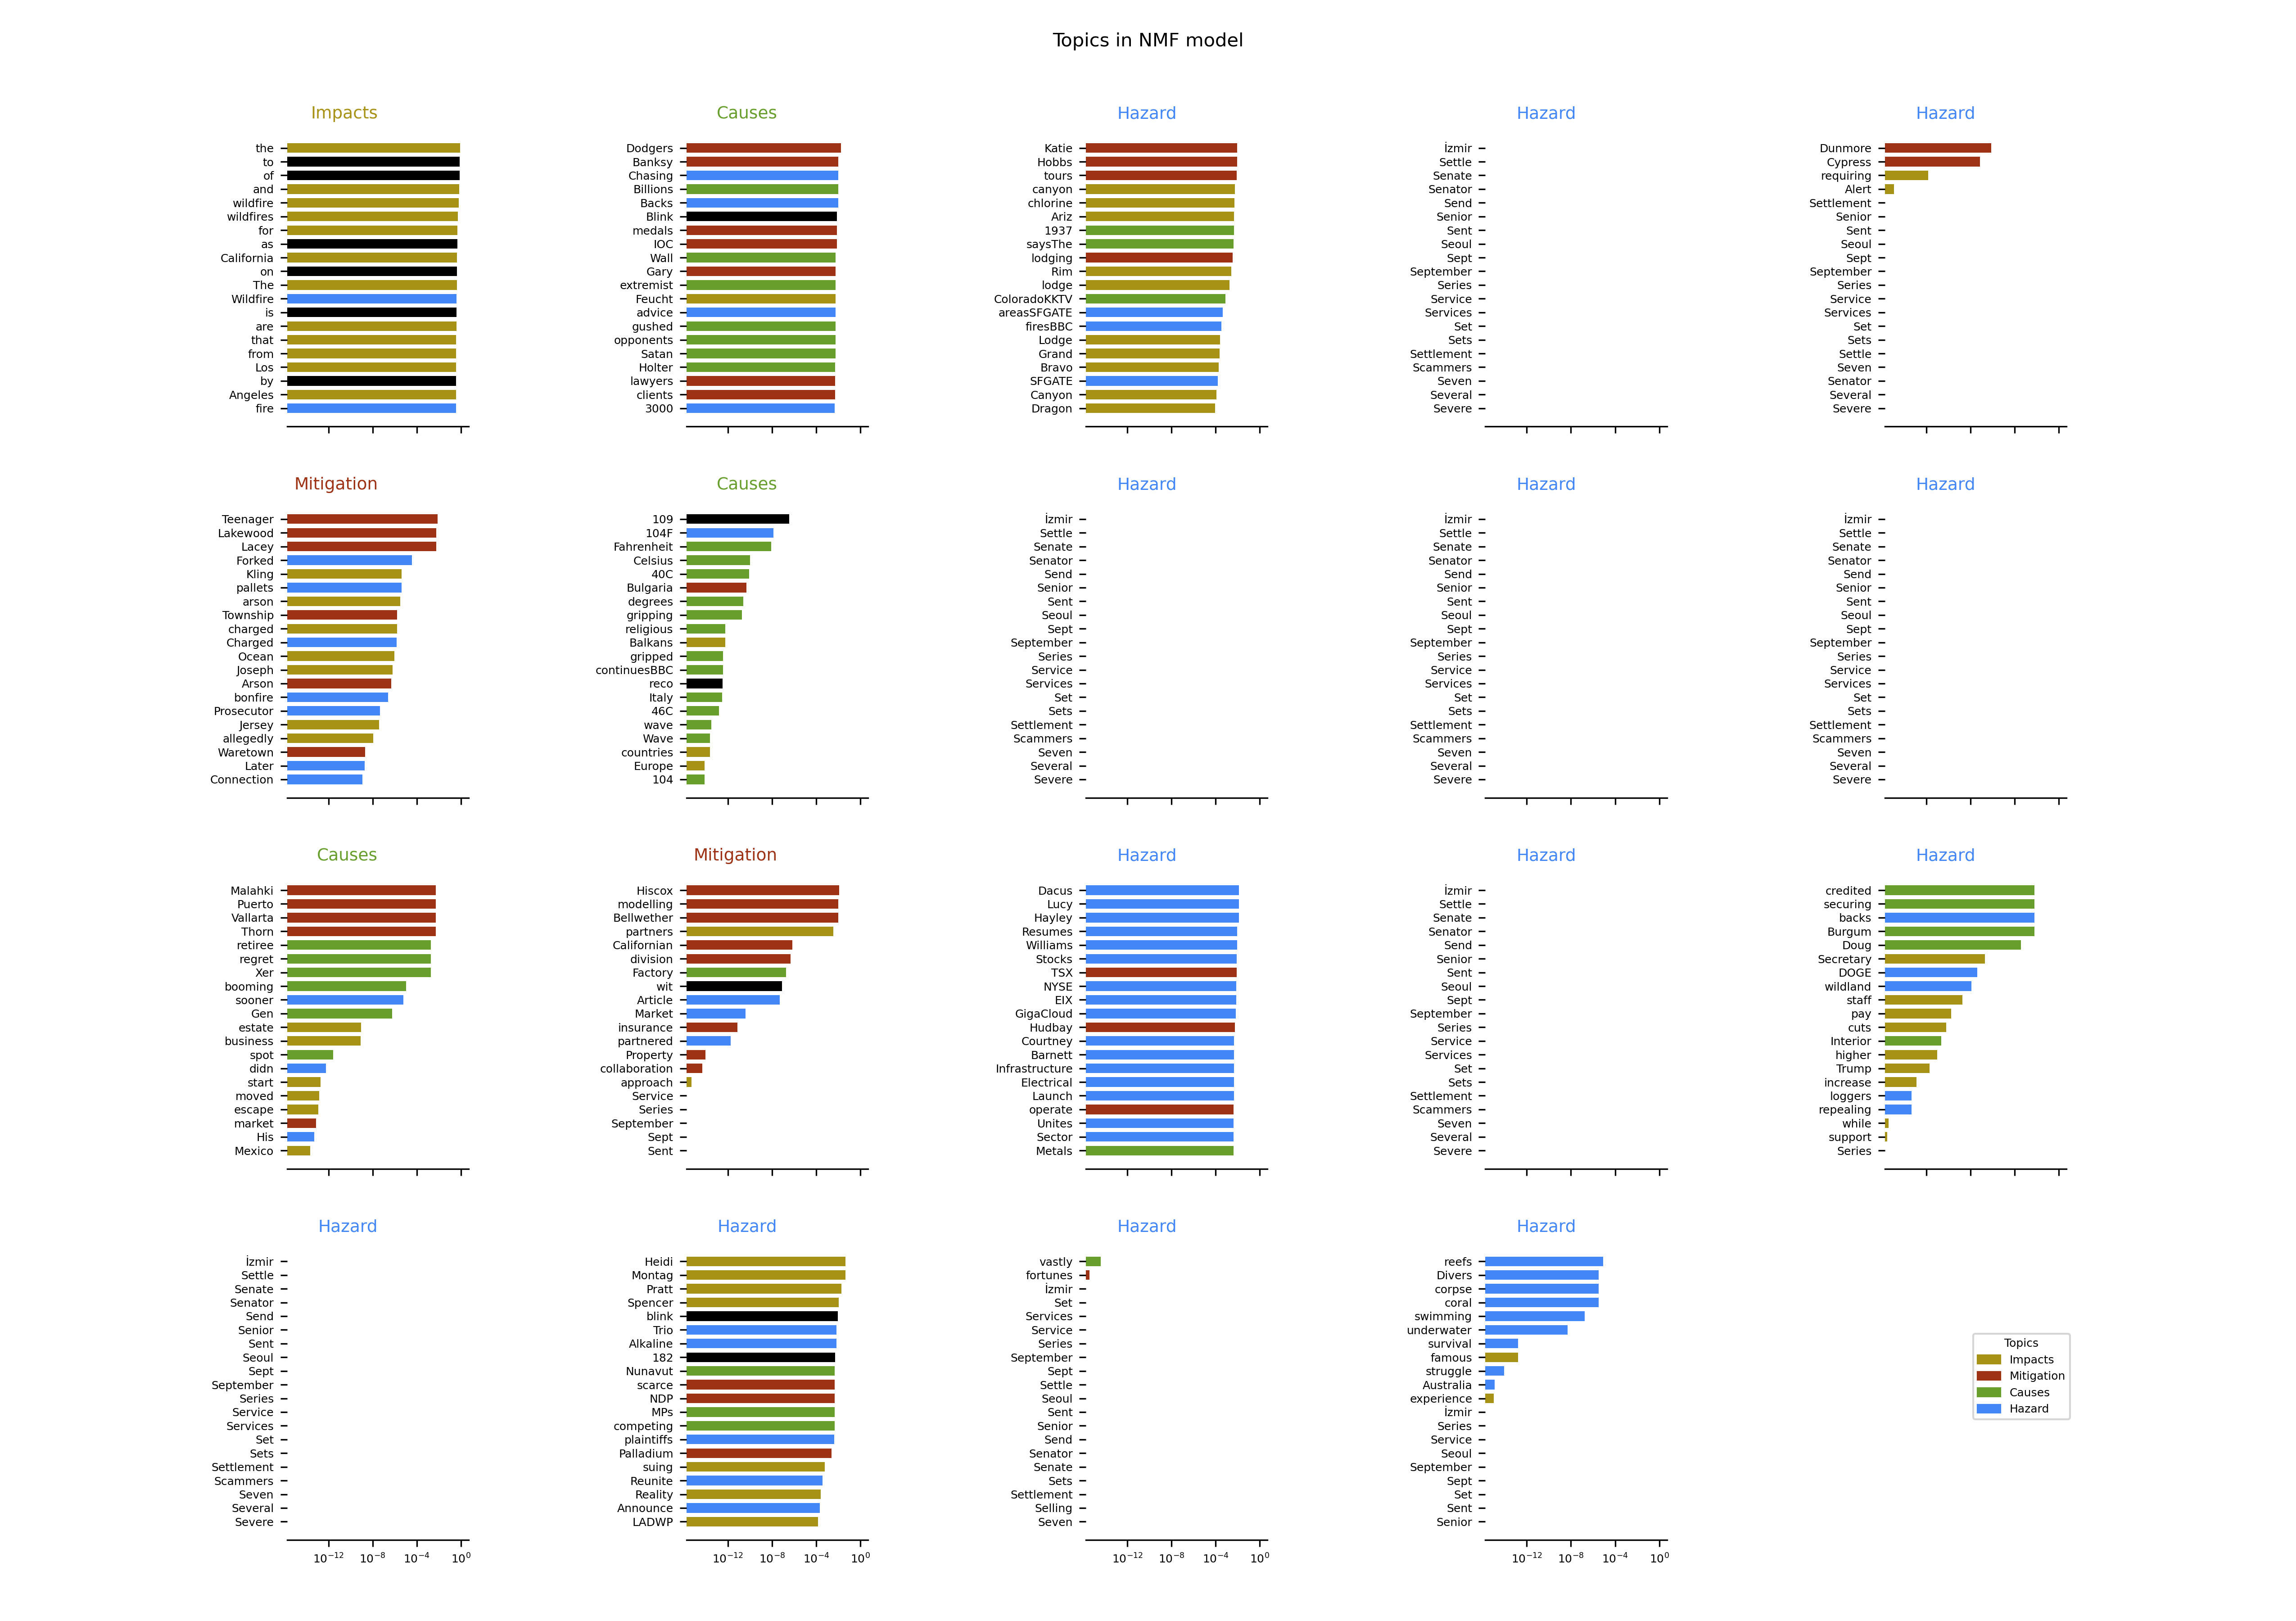 Topics in NMF model
Impacts
the
to
of
and
wildfire
wildfires
for
as
California
on
The
Wildfire
is
are
that
from
Los
by
Angeles
fire
Causes
Dodgers
Banksy
Chasing
Billions
Backs
Blink
medals
IOC
Wall
Gary
extremist
Feucht
advice
gushed
opponents
Satan
Holter
lawyers
clients
3000
Hazard
Katie
Hobbs
tours
canyon
chlorine
Ariz
1937
saysThe
lodging
Rim
lodge
ColoradoKKTV
areasSFGATE
firesBBC
Lodge
Grand
Bravo
SFGATE
Canyon
Dragon
Hazard
İzmir
Settle
Senate
Senator
Send
Senior
Sent
Seoul
Sept
September
Series
Service
Services
Set
Sets
Settlement
Scammers
Seven
Several
Severe
Hazard
Dunmore
Cypress
requiring
Alert
Settlement
Senior
Sent
Seoul
Sept
September
Series
Service
Services
Set
Sets
Settle
Seven
Senator
Several
Severe
Mitigation
Teenager
Lakewood
Lacey
Forked
Kling
pallets
arson
Township
charged
Charged
Ocean
Joseph
Arson
bonfire
Prosecutor
Jersey
allegedly
Waretown
Later
Connection
Causes
109
104F
Fahrenheit
Celsius
40C
Bulgaria
degrees
gripping
religious
Balkans
gripped
continuesBBC
reco
Italy
46C
wave
Wave
countries
Europe
104
Hazard
İzmir
Settle
Senate
Senator
Send
Senior
Sent
Seoul
Sept
September
Series
Service
Services
Set
Sets
Settlement
Scammers
Seven
Several
Severe
Hazard
İzmir
Settle
Senate
Senator
Send
Senior
Sent
Seoul
Sept
September
Series
Service
Services
Set
Sets
Settlement
Scammers
Seven
Several
Severe
Hazard
İzmir
Settle
Senate
Senator
Send
Senior
Sent
Seoul
Sept
September
Series
Service
Services
Set
Sets
Settlement
Scammers
Seven
Several
Severe
Causes
Malahki
Puerto
Vallarta
Thorn
retiree
regret
Xer
booming
sooner
Gen
estate
business
spot
didn
start
moved
escape
market
His
Mexico
Mitigation
Hiscox
modelling
Bellwether
partners
Californian
division
Factory
wit
Article
Market
insurance
partnered
Property
collaboration
approach
Service
Series
September
Sept
Sent
Hazard
Dacus
Lucy
Hayley
Resumes
Williams
Stocks
TSX
NYSE
EIX
GigaCloud
Hudbay
Courtney
Barnett
Infrastructure
Electrical
Launch
operate
Unites
Sector
Metals
Hazard
İzmir
Settle
Senate
Senator
Send
Senior
Sent
Seoul
Sept
September
Series
Service
Services
Set
Sets
Settlement
Scammers
Seven
Several
Severe
Hazard
credited
securing
backs
Burgum
Doug
Secretary
DOGE
wildland
staff
pay
cuts
Interior
higher
Trump
increase
loggers
repealing
while
support
Series
Hazard
İzmir
Settle
Senate
Senator
Send
Senior
Sent
Seoul
Sept
September
Series
Service
Services
Set
Sets
Settlement
Scammers
Seven
Several
Severe
10⁻¹² 10⁻⁸ 10⁻⁴ 10⁰
Hazard
Heidi
Montag
Pratt
Spencer
blink
Trio
Alkaline
182
Nunavut
scarce
NDP
MPs
competing
plaintiffs
Palladium
suing
Reunite
Reality
Announce
LADWP
10⁻¹² 10⁻⁸ 10⁻⁴ 10⁰
Hazard
vastly
fortunes
İzmir
Set
Services
Service
Series
September
Sept
Settle
Seoul
Sent
Senior
Send
Senator
Senate
Sets
Settlement
Selling
Seven
10⁻¹² 10⁻⁸ 10⁻⁴ 10⁰
Hazard
reefs
Divers
corpse
coral
swimming
underwater
survival
famous
struggle
Australia
experience
İzmir
Series
Service
Seoul
September
Sept
Set
Sent
Senior
10⁻¹² 10⁻⁸ 10⁻⁴ 10⁰
Topics
Impacts
Mitigation
Causes
Hazard